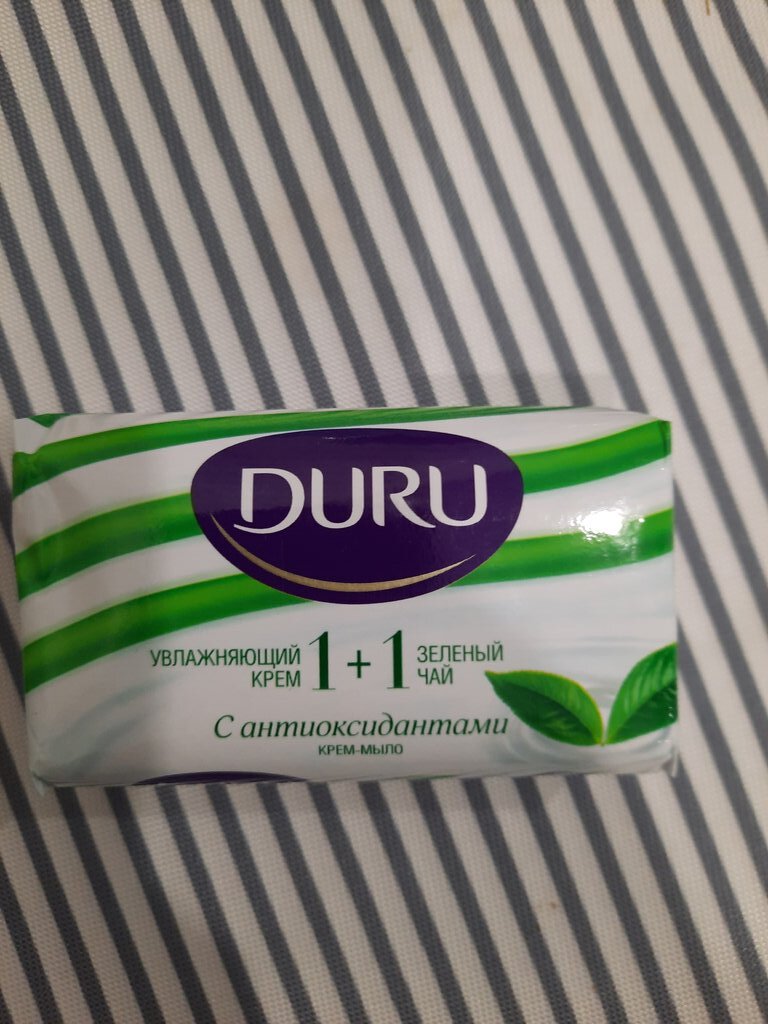 DURU
УВЛАЖНЯЮЩИЙ КРЕМ 1+1 ЗЕЛЕНЫЙ ЧАЙ
С антиоксидантами
КРЕМ-МЫЛО